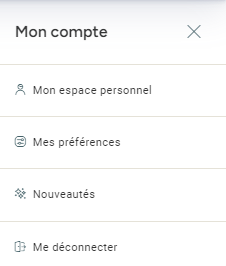 Mon compte
Mon espace personnel
Mes préférences
Nouveautés
Me déconnecter